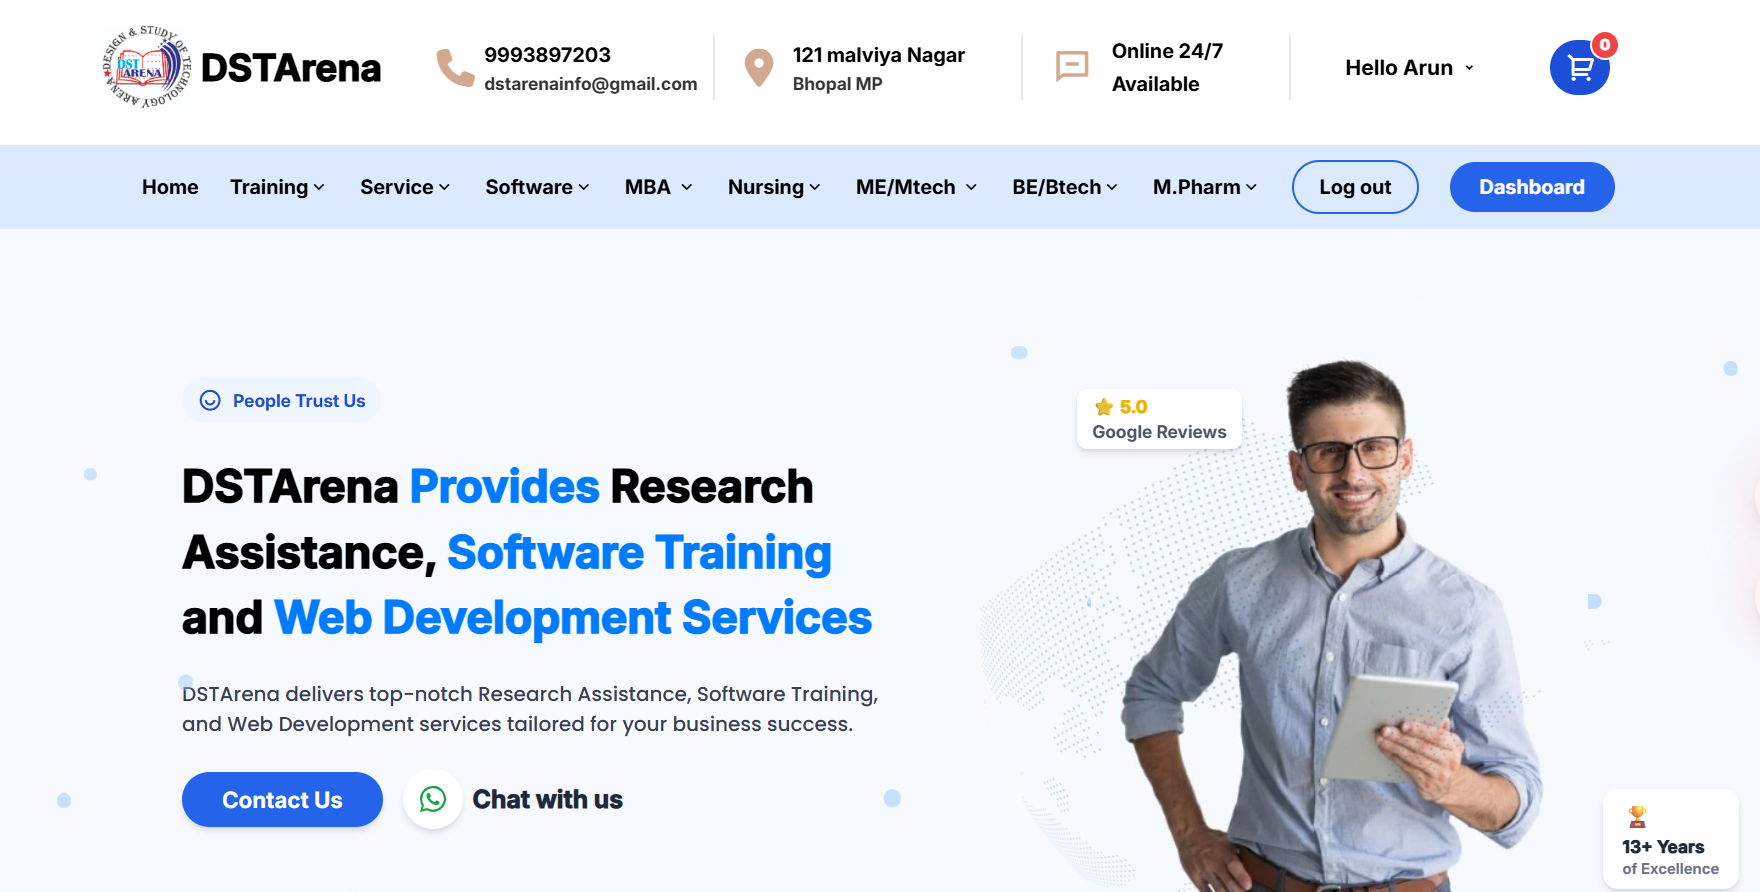 DESIGN & STUDY OF TECHNOLOGY ARENA
DST
ARENA
DSTArena
9993897203
dstarenainfo@gmail.com
121 malviya Nagar
Bhopal MP
Online 24/7
Available
Hello Arun
0
Home
Training
Service
Software
MBA
Nursing
ME/Mtech
BE/Btech
M.Pharm
Log out
Dashboard
People Trust Us
5.0
Google Reviews
DSTArena Provides Research
Assistance, Software Training
and Web Development Services
DSTArena delivers top-notch Research Assistance, Software Training,
and Web Development services tailored for your business success.
Contact Us
Chat with us
13+ Years
of Excellence